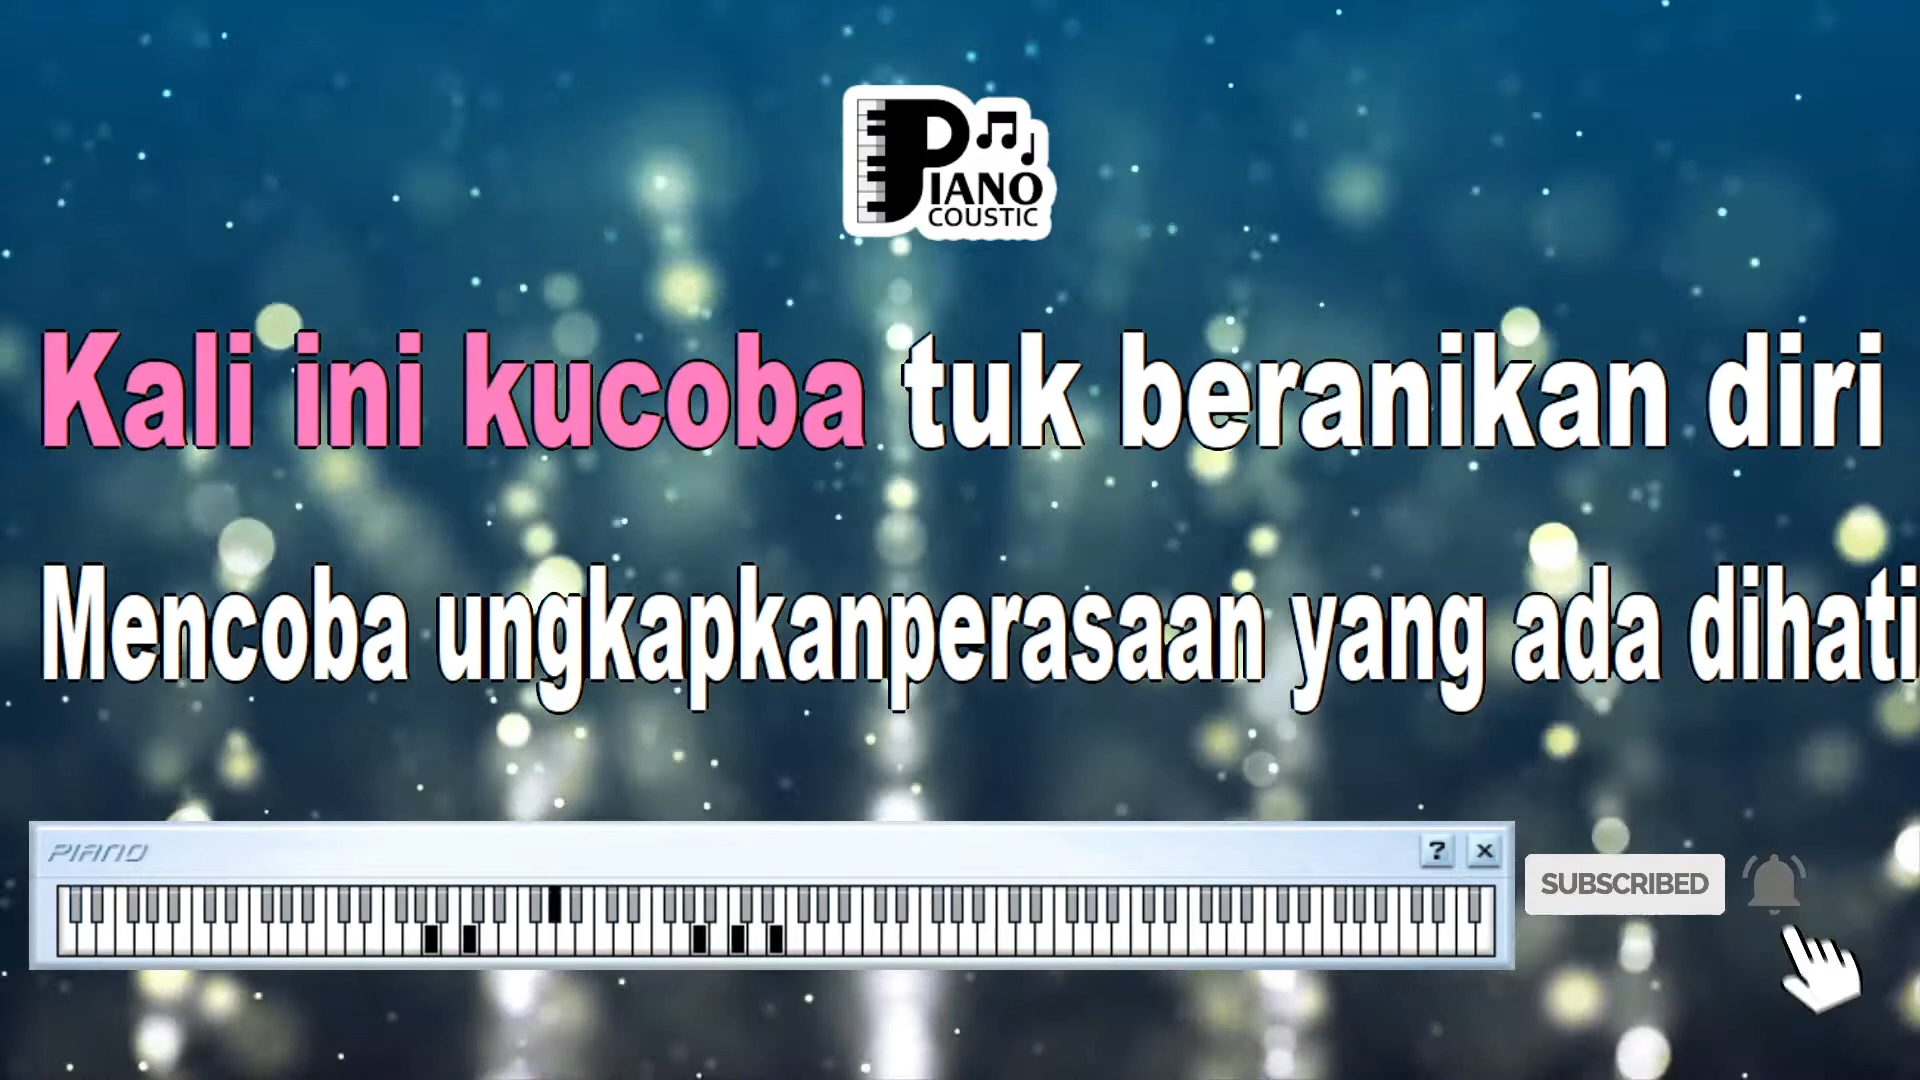 PIANO
COUSTIC
Kali ini kucoba tuk beranikan diri
Mencoba ungkapkanperasaan yang ada dihati
PIANO
?
x
SUBSCRIBED